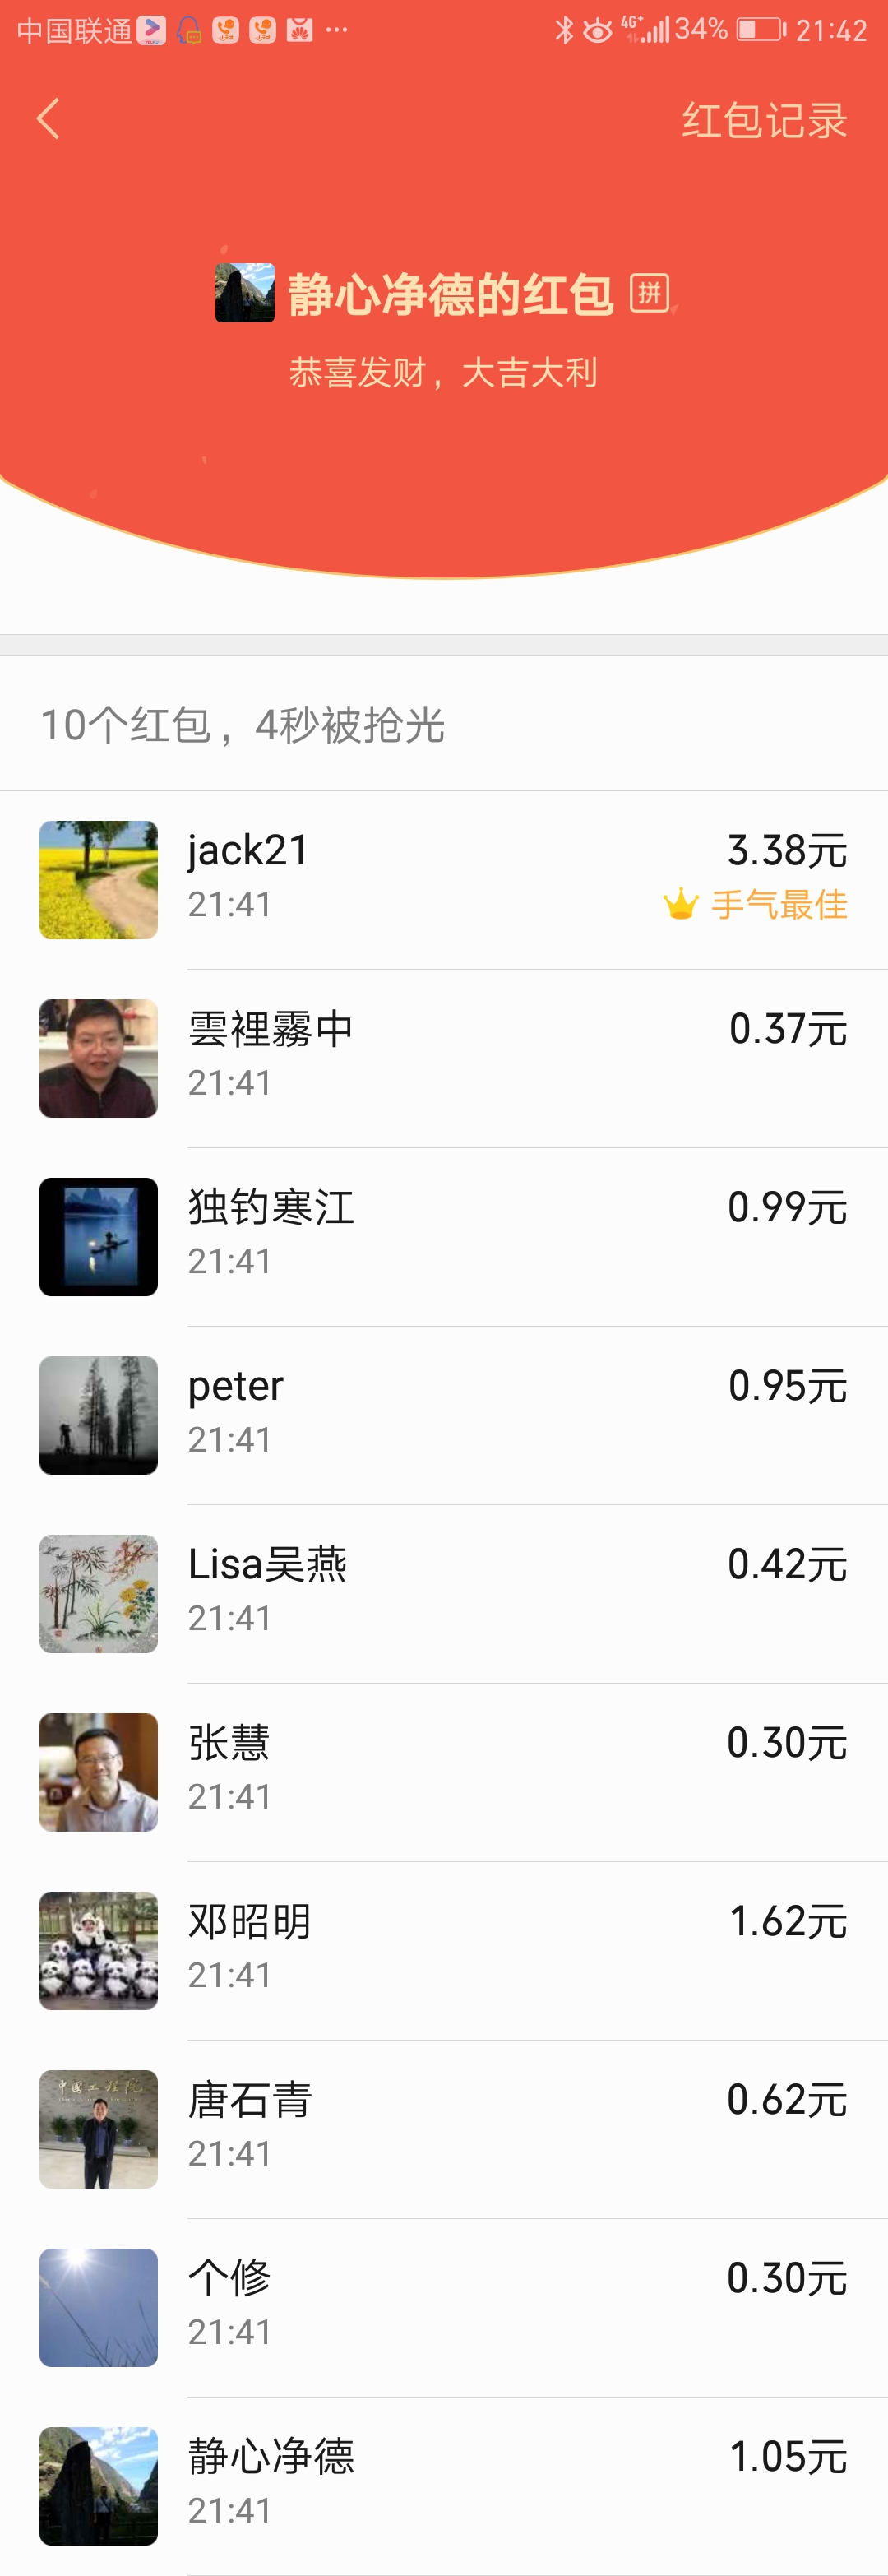 中国联通 4G+ 34% 21:42
红包记录
静心净德的红包 拼
恭喜发财，大吉大利
10个红包，4秒被抢光
jack21 3.38元
21:41 手气最佳
雲裡霧中 0.37元
21:41
独钓寒江 0.99元
21:41
peter 0.95元
21:41
Lisa吴燕 0.42元
21:41
张慧 0.30元
21:41
邓昭明 1.62元
21:41
中国工程院
唐石青 0.62元
21:41
个修 0.30元
21:41
静心净德 1.05元
21:41